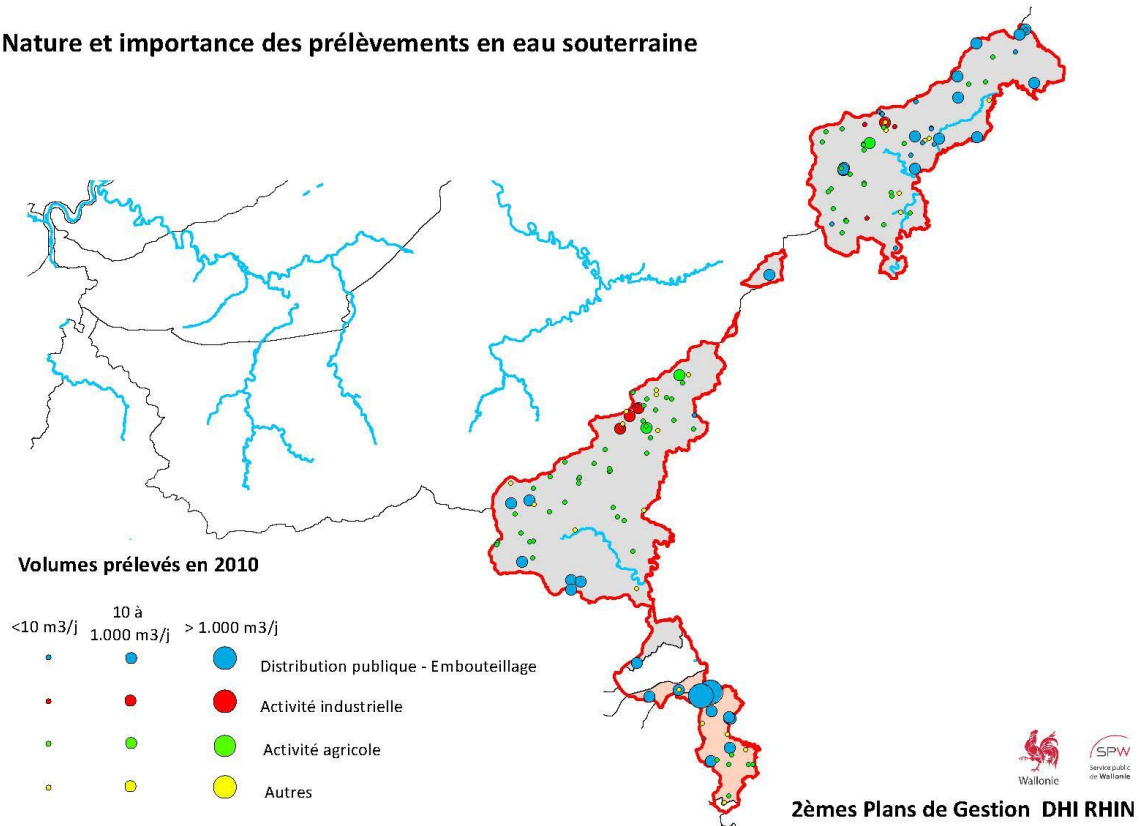 Nature et importance des prélèvements en eau souterraine
Volumes prélevés en 2010
<10 m3/j
10 à
1.000 m3/j
> 1.000 m3/j
Distribution publique - Embouteillage
Activité industrielle
Activité agricole
Autres
Wallonie
SPW
Service public
de Wallonie
2èmes Plans de Gestion DHI RHIN